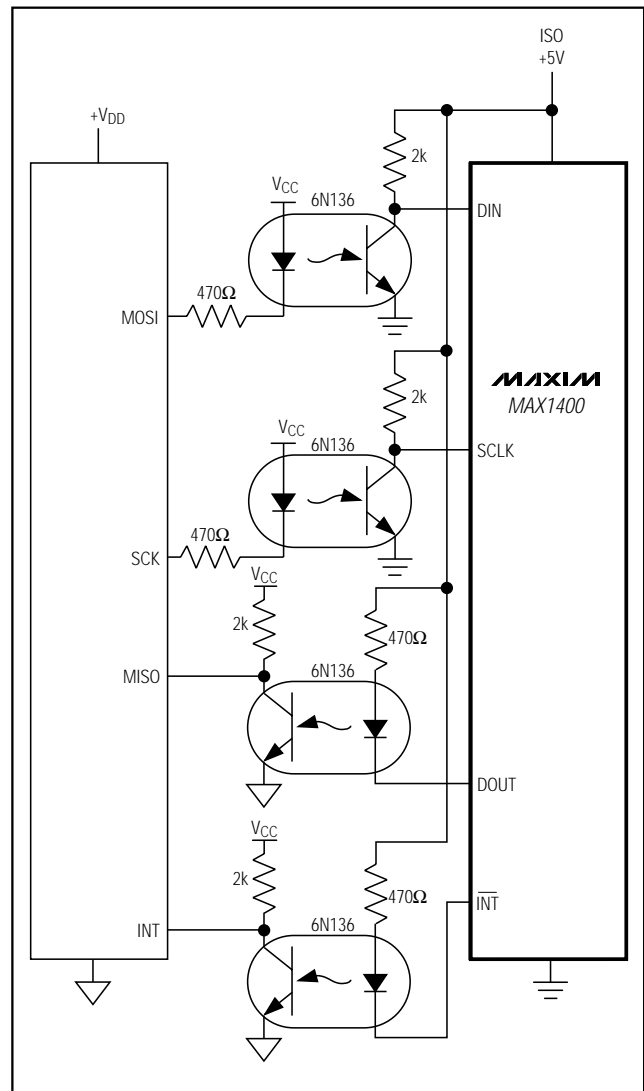 ISO
+5V
+VDD
2k
VCC
6N136
DIN
470Ω
MOSI
2k
MAXIM
MAX1400
VCC
6N136
SCLK
470Ω
SCK
VCC
2k
470Ω
6N136
MISO
DOUT
VCC
2k
470Ω
6N136
INT
INT